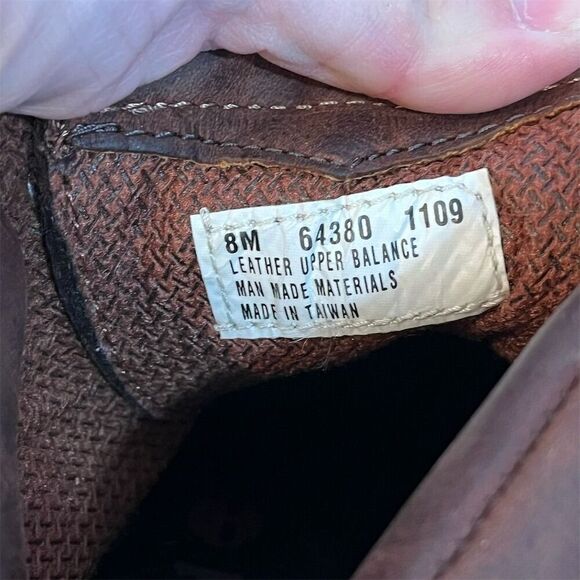 8M 64380 1109
LEATHER UPPER BALANCE
MAN MADE MATERIALS
MADE IN TAIWAN